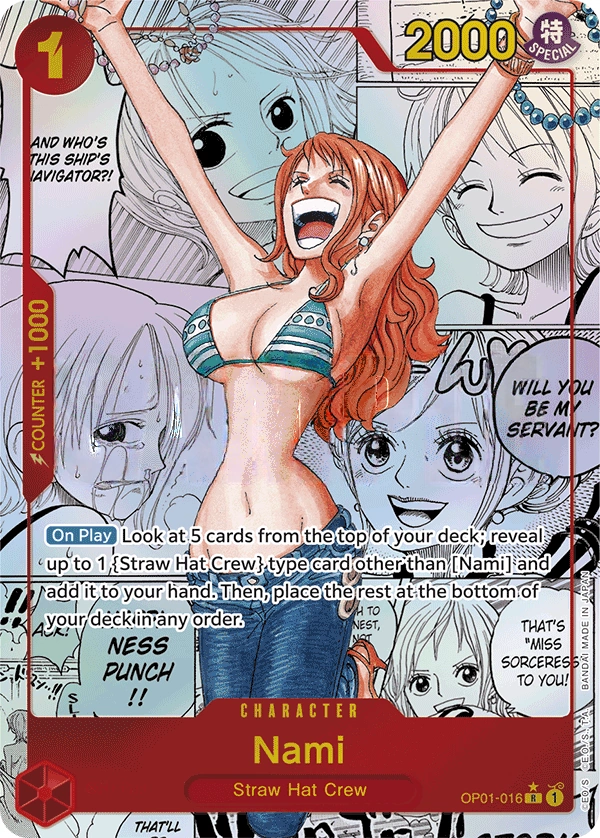 1
2000
特
SPECIAL
AND WHO'S
THIS SHIP'S
NAVIGATOR?!
COUNTER +1000
WILL YOU
BE MY
SERVANT?
On Play Look at 5 cards from the top of your deck; reveal
up to 1 {Straw Hat Crew} type card other than [Nami] and
add it to your hand. Then, place the rest at the bottom of
your deck in any order.
NESS
PUNCH
!!
THAT'S
"MISS
SORCERESS"
TO YOU!
BANDAI MADE IN JAPAN
CHARACTER
Nami
Straw Hat Crew
OP01-016 R 1
THAT'LL